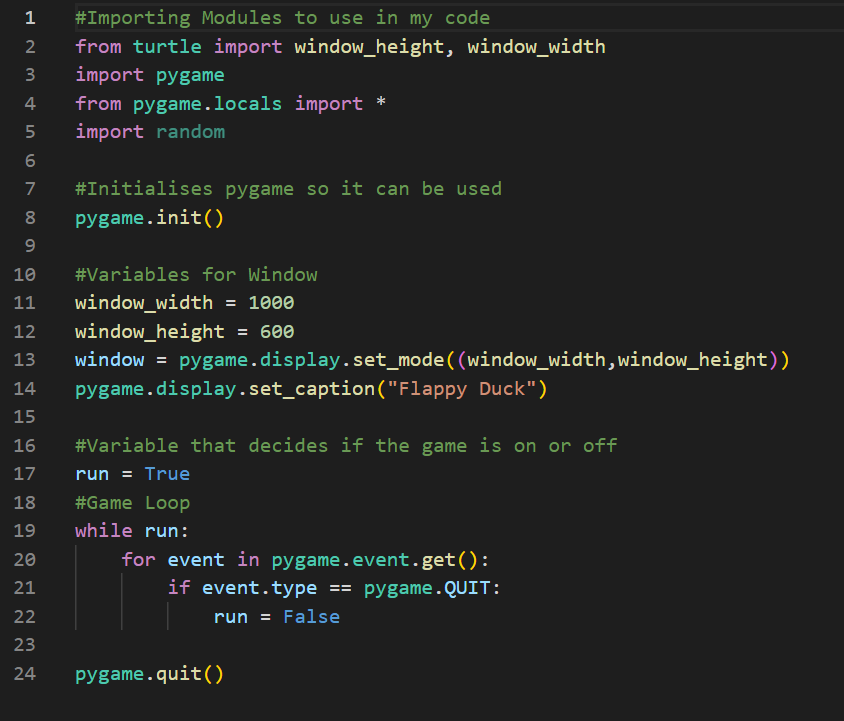 1 #Importing Modules to use in my code
2 from turtle import window_height, window_width
3 import pygame
4 from pygame.locals import *
5 import random
6
7 #Initialises pygame so it can be used
8 pygame.init()
9
10 #Variables for Window
11 window_width = 1000
12 window_height = 600
13 window = pygame.display.set_mode((window_width,window_height))
14 pygame.display.set_caption("Flappy Duck")
15
16 #Variable that decides if the game is on or off
17 run = True
18 #Game Loop
19 while run:
20     for event in pygame.event.get():
21         if event.type == pygame.QUIT:
22             run = False
23
24 pygame.quit()